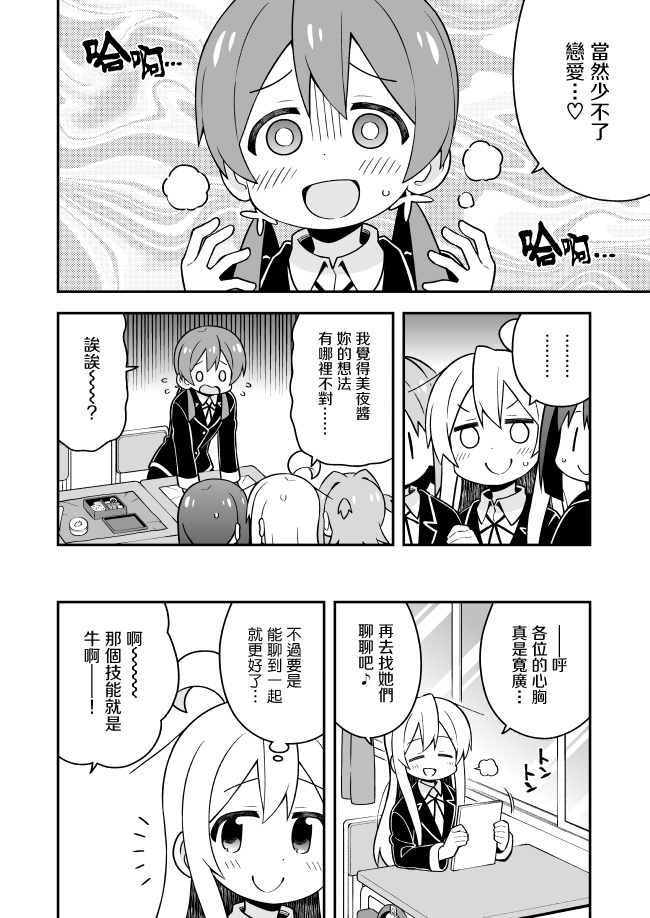 當然少不了
戀愛…♡
哈啊…
哈啊…
………
………
我覺得美夜醬
妳的想法
有哪裡不對……
誒誒~~~?
——呼
各位的心胸
真是寬廣…
再去找她們
聊聊吧♪
トン
トン
不過要是
能聊到一起
就更好了…
啊~~~~~
那個技能就是
牛啊——!